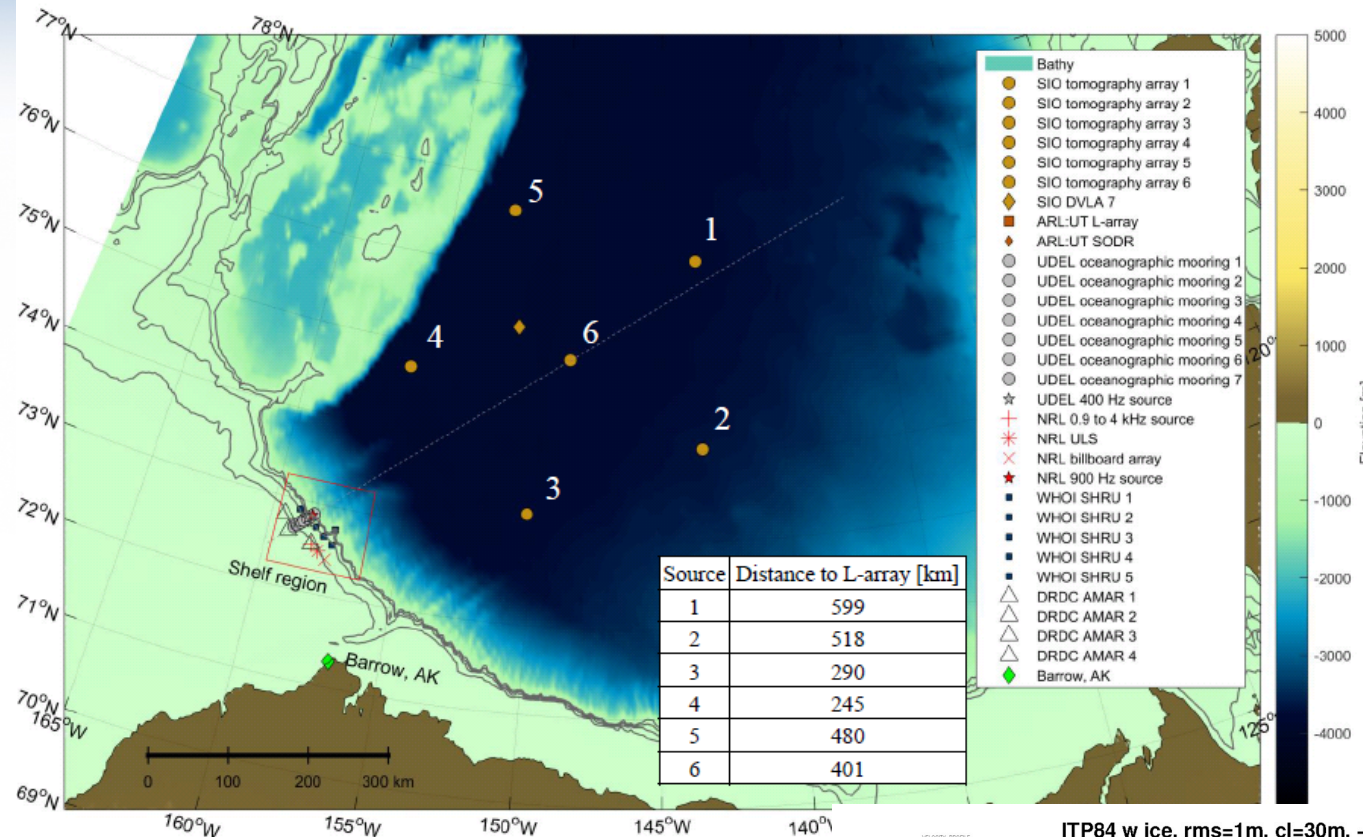 77°N
78°N
76°N
75°N
74°N
73°N
72°N
71°N
70°N
69°N
165°W
160°W
155°W
150°W
145°W
140°
125°
120°
5
1
4
6
2
3
Shelf region
Barrow, AK
0 100 200 300 km
Source Distance to L-array [km]
1 599
2 518
3 290
4 245
5 480
6 401
Bathy
SIO tomography array 1
SIO tomography array 2
SIO tomography array 3
SIO tomography array 4
SIO tomography array 5
SIO tomography array 6
SIO DVLA 7
ARL:UT L-array
ARL:UT SODR
UDEL oceanographic mooring 1
UDEL oceanographic mooring 2
UDEL oceanographic mooring 3
UDEL oceanographic mooring 4
UDEL oceanographic mooring 5
UDEL oceanographic mooring 6
UDEL oceanographic mooring 7
UDEL 400 Hz source
NRL 0.9 to 4 kHz source
NRL ULS
NRL billboard array
NRL 900 Hz source
WHOI SHRU 1
WHOI SHRU 2
WHOI SHRU 3
WHOI SHRU 4
WHOI SHRU 5
DRDC AMAR 1
DRDC AMAR 2
DRDC AMAR 3
DRDC AMAR 4
Barrow, AK
5000
4000
3000
2000
1000
0
-1000
-2000
-3000
-4000
ITP84 w ice, rms=1m, cl=30m, -